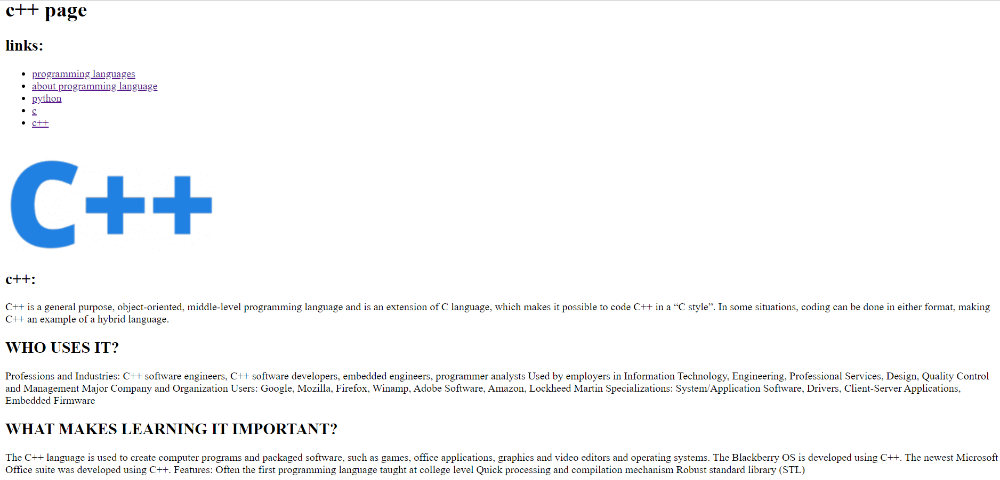 c++ page
links:
programming languages
about programming language
python
c
c++
C++
c++:
C++ is a general purpose, object-oriented, middle-level programming language and is an extension of C language, which makes it possible to code C++ in a “C style”. In some situations, coding can be done in either format, making
C++ an example of a hybrid language.
WHO USES IT?
Professions and Industries: C++ software engineers, C++ software developers, embedded engineers, programmer analysts Used by employers in Information Technology, Engineering, Professional Services, Design, Quality Control
and Management Major Company and Organization Users: Google, Mozilla, Firefox, Winamp, Adobe Software, Amazon, Lockheed Martin Specializations: System/Application Software, Drivers, Client-Server Applications,
Embedded Firmware
WHAT MAKES LEARNING IT IMPORTANT?
The C++ language is used to create computer programs and packaged software, such as games, office applications, graphics and video editors and operating systems. The Blackberry OS is developed using C++. The newest Microsoft
Office suite was developed using C++. Features: Often the first programming language taught at college level Quick processing and compilation mechanism Robust standard library (STL)